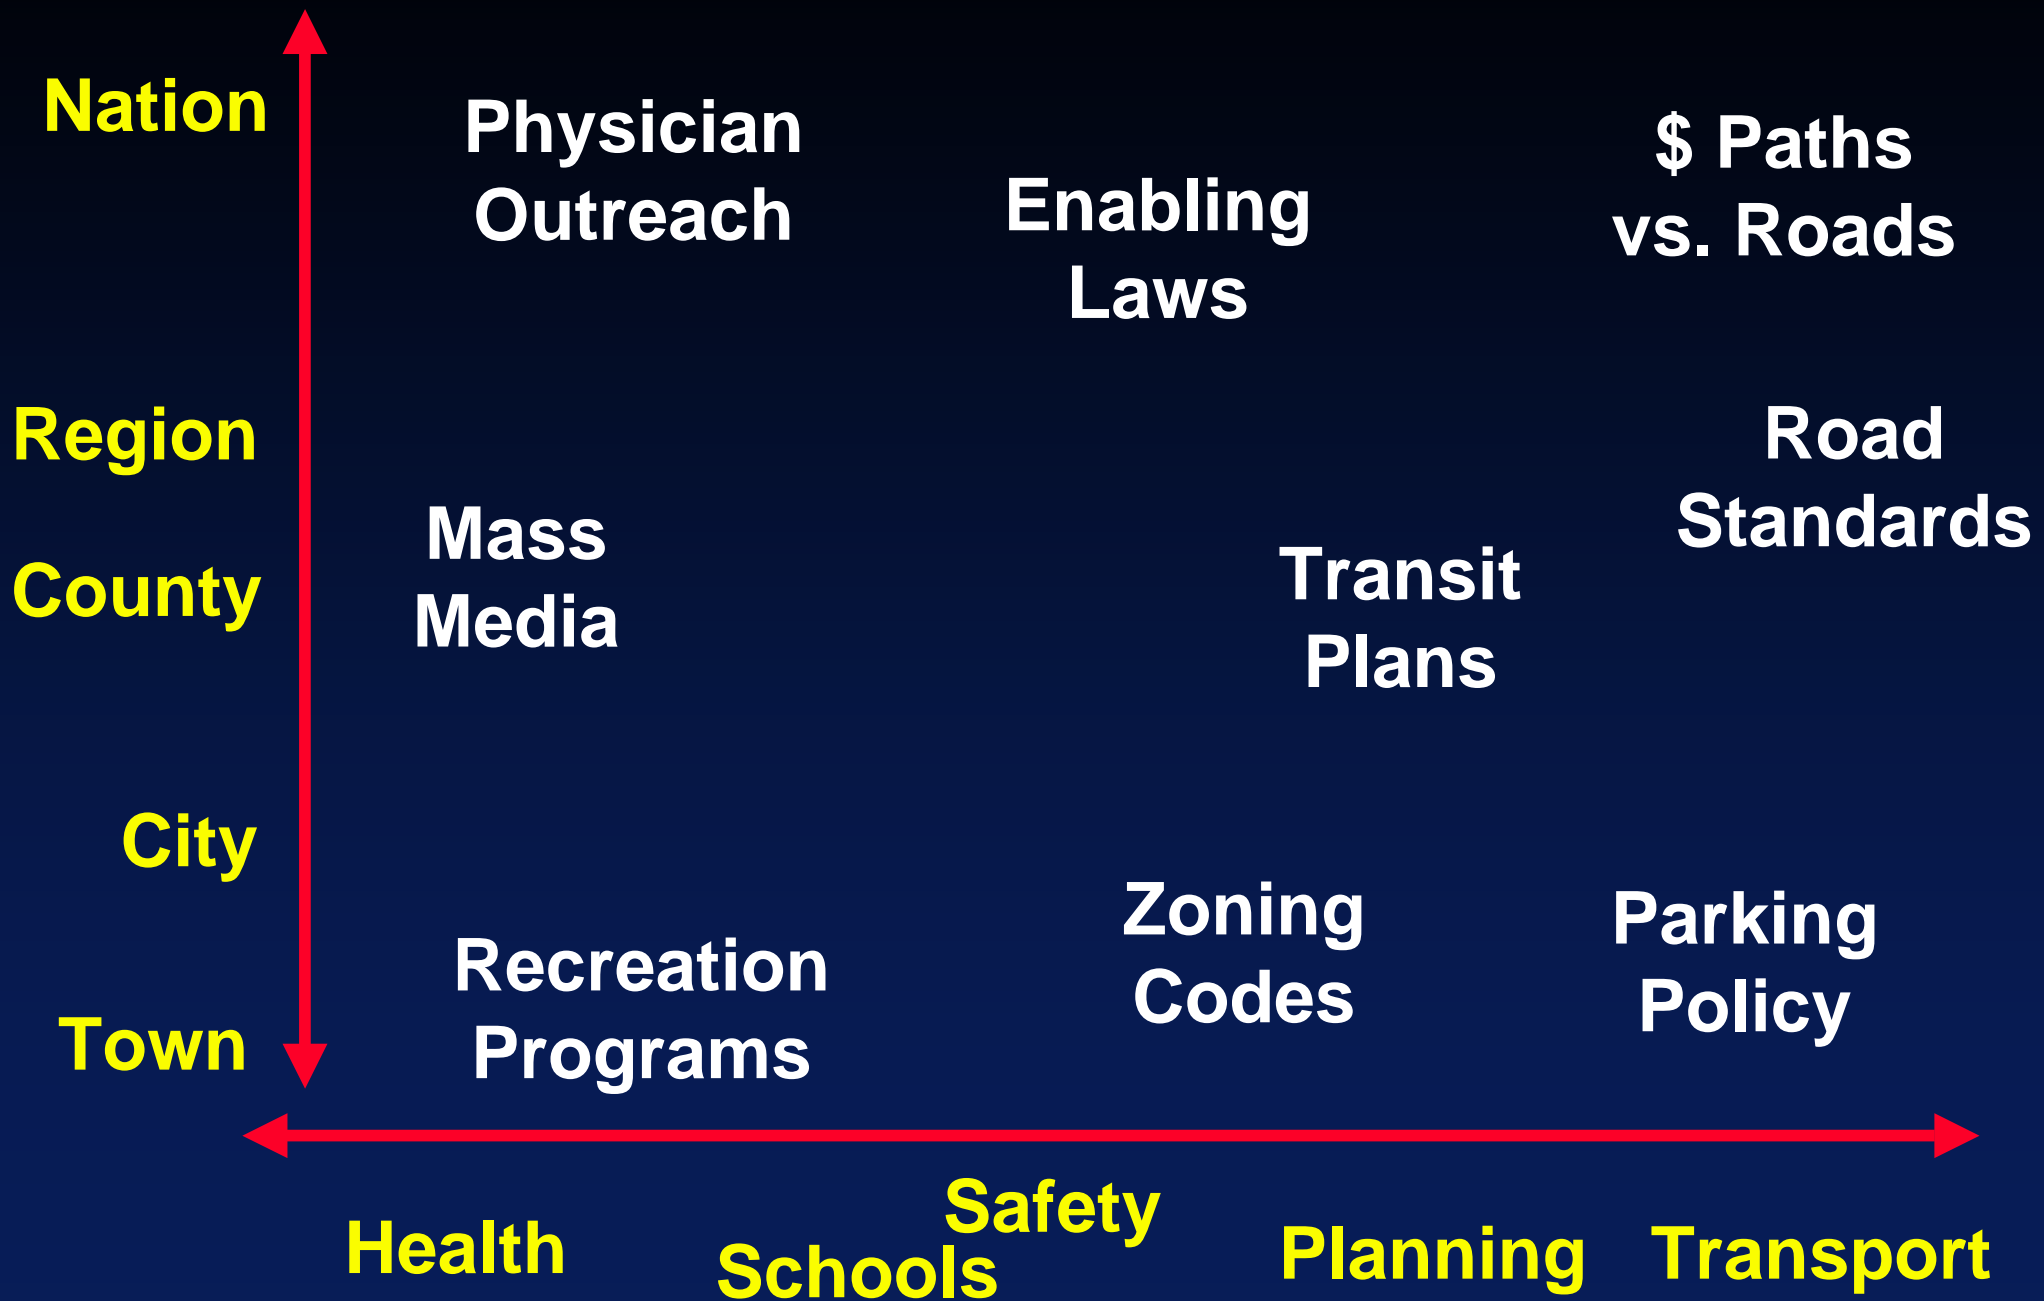 Nation
Physician
Outreach
Enabling
Laws
$ Paths
vs. Roads
Region
Road
Standards
County
Mass
Media
Transit
Plans
City
Town
Recreation
Programs
Zoning
Codes
Parking
Policy
Health
Schools
Safety
Planning
Transport